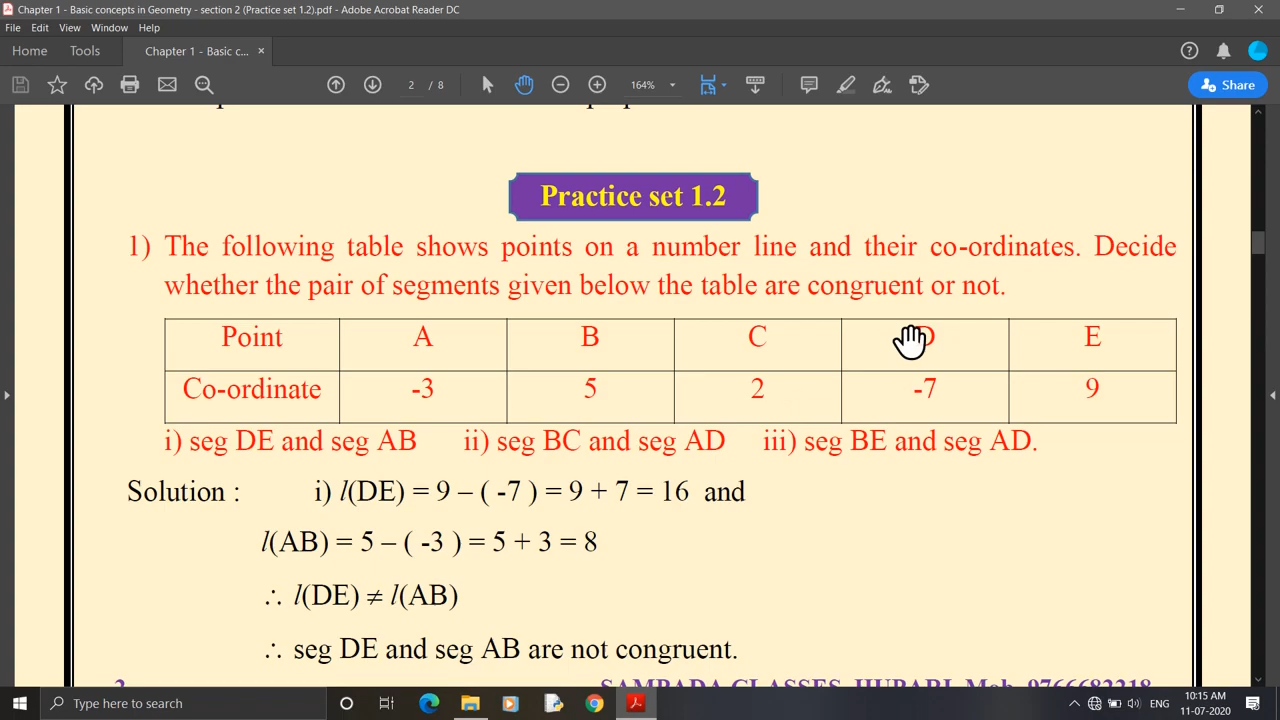 Chapter 1 - Basic concepts in Geometry - section 2 (Practice set 1.2).pdf - Adobe Acrobat Reader DC
File Edit View Window Help
Home Tools Chapter 1 - Basic c... ×
2 / 8 164% Share
Practice set 1.2
1) The following table shows points on a number line and their co-ordinates. Decide
whether the pair of segments given below the table are congruent or not.
Point A B C D E
Co-ordinate -3 5 2 -7 9
i) seg DE and seg AB ii) seg BC and seg AD iii) seg BE and seg AD.
Solution : i) l(DE) = 9 – ( -7 ) = 9 + 7 = 16 and
l(AB) = 5 – ( -3 ) = 5 + 3 = 8
∴ l(DE) ≠ l(AB)
∴ seg DE and seg AB are not congruent.
2 SAMPADA CLASSES, HUPARI. Mob. 9766682218
Type here to search ENG 10:15 AM
11-07-2020